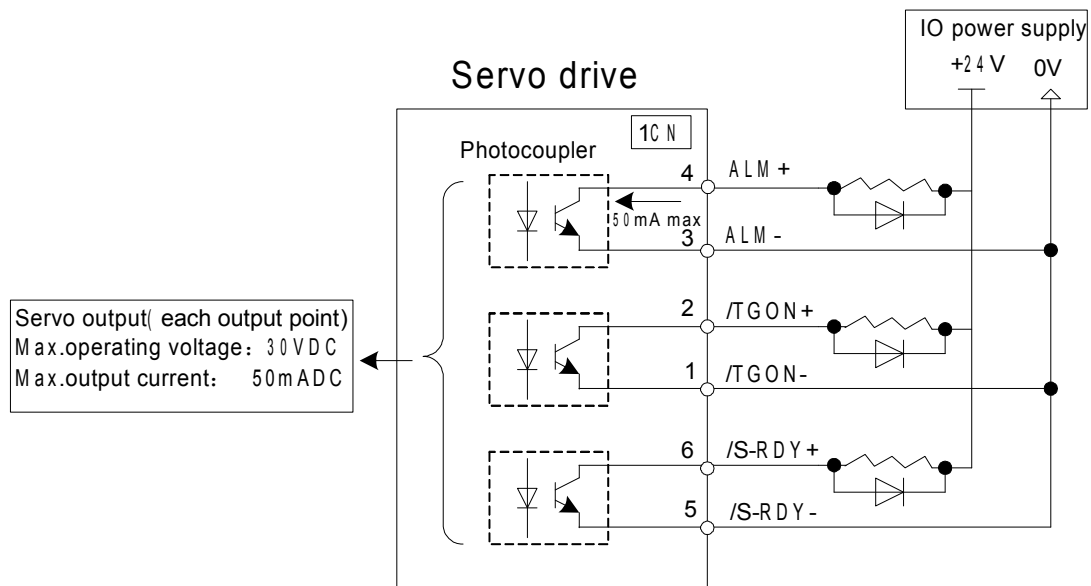 IO power supply
+24V 0V
Servo drive
1CN
Photocoupler
4 ALM+
50mA max
3 ALM-
2 /TGON+
Servo output( each output point)
Max.operating voltage: 30VDC
Max.output current: 50mADC
1 /TGON-
6 /S-RDY+
5 /S-RDY-